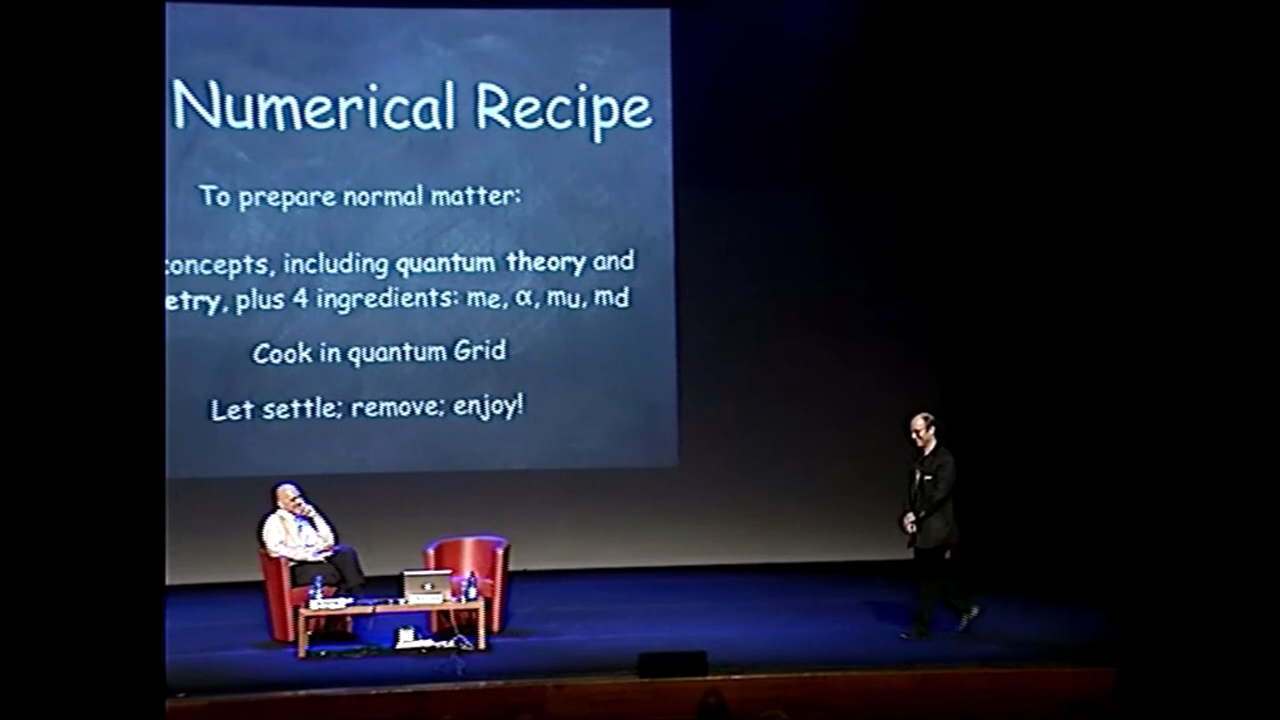 Numerical Recipe
To prepare normal matter:
concepts, including quantum theory and
etry, plus 4 ingredients: me, α, mu, md
Cook in quantum Grid
Let settle; remove; enjoy!